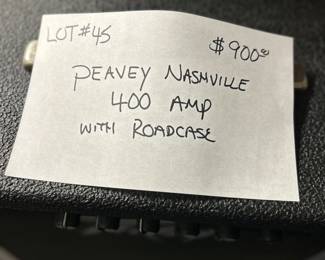 LOT #45
$900⁰⁰
PEAVEY NASHVILLE
400 AMP
WITH ROADCASE